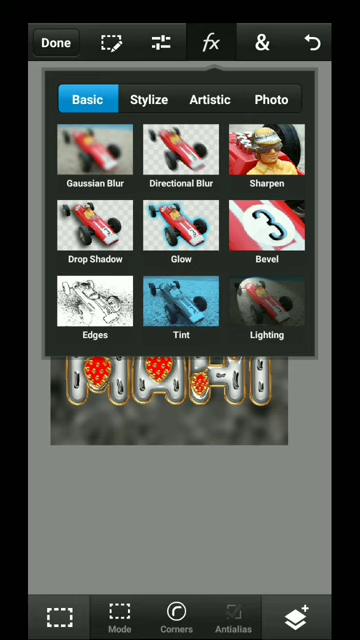 Done fx &
Basic Stylize Artistic Photo
Gaussian Blur Directional Blur Sharpen
3
Drop Shadow Glow Bevel
Edges Tint Lighting
Mode Corners Antialias